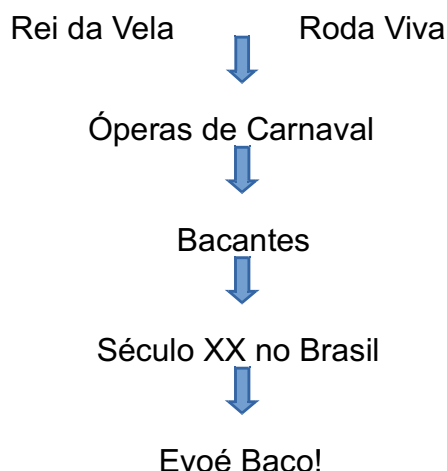 Rei da Vela Roda Viva
Óperas de Carnaval
Bacantes
Século XX no Brasil
Evoé Baco!